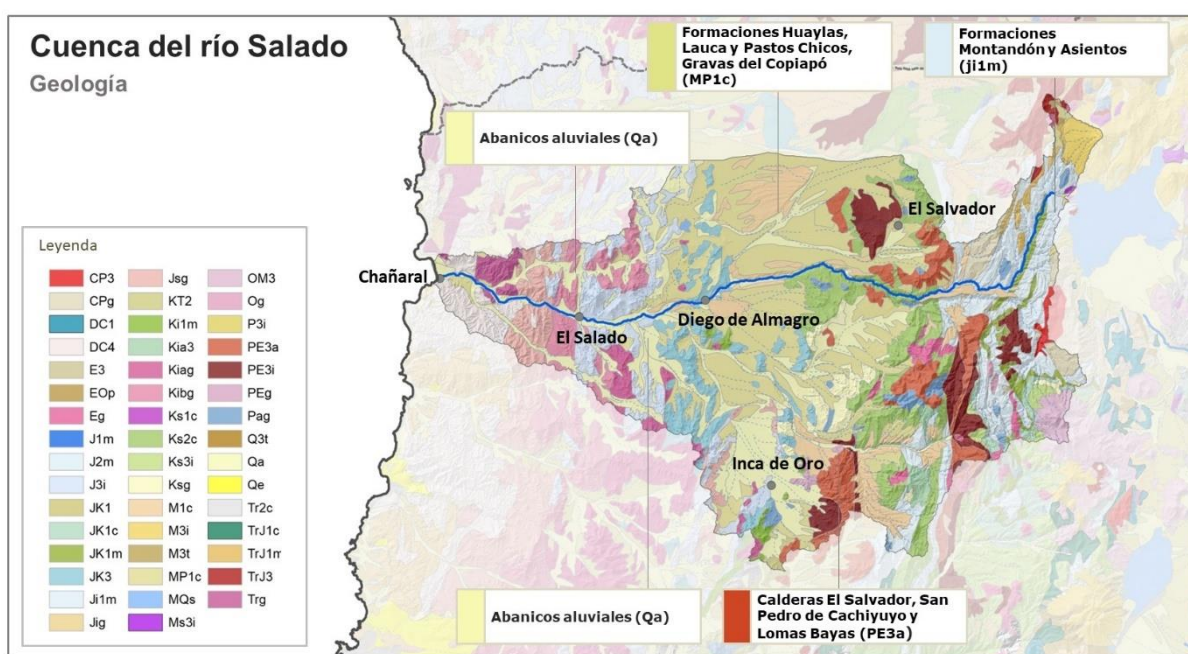 Cuenca del río Salado
Geología
Formaciones Huaylas,
Lauca y Pastos Chicos,
Gravas del Copiapó
(MP1c)
Formaciones
Montandón y Asientos
(ji1m)
Abanicos aluviales (Qa)
El Salvador
Chañaral
El Salado
Diego de Almagro
Inca de Oro
Leyenda
CP3
CPg
DC1
DC4
E3
EOp
Eg
J1m
J2m
J3i
JK1
JK1c
JK1m
JK3
Ji1m
Jig
Jsg
KT2
Ki1m
Kia3
Kiag
Kibg
Ks1c
Ks2c
Ks3i
Ksg
M1c
M3i
M3t
MP1c
MQs
Ms3i
OM3
Og
P3i
PE3a
PE3i
PEg
Pag
Q3t
Qa
Qe
Tr2c
TrJ1c
TrJ1m
TrJ3
Trg
Abanicos aluviales (Qa)
Calderas El Salvador, San
Pedro de Cachiyuyo y
Lomas Bayas (PE3a)